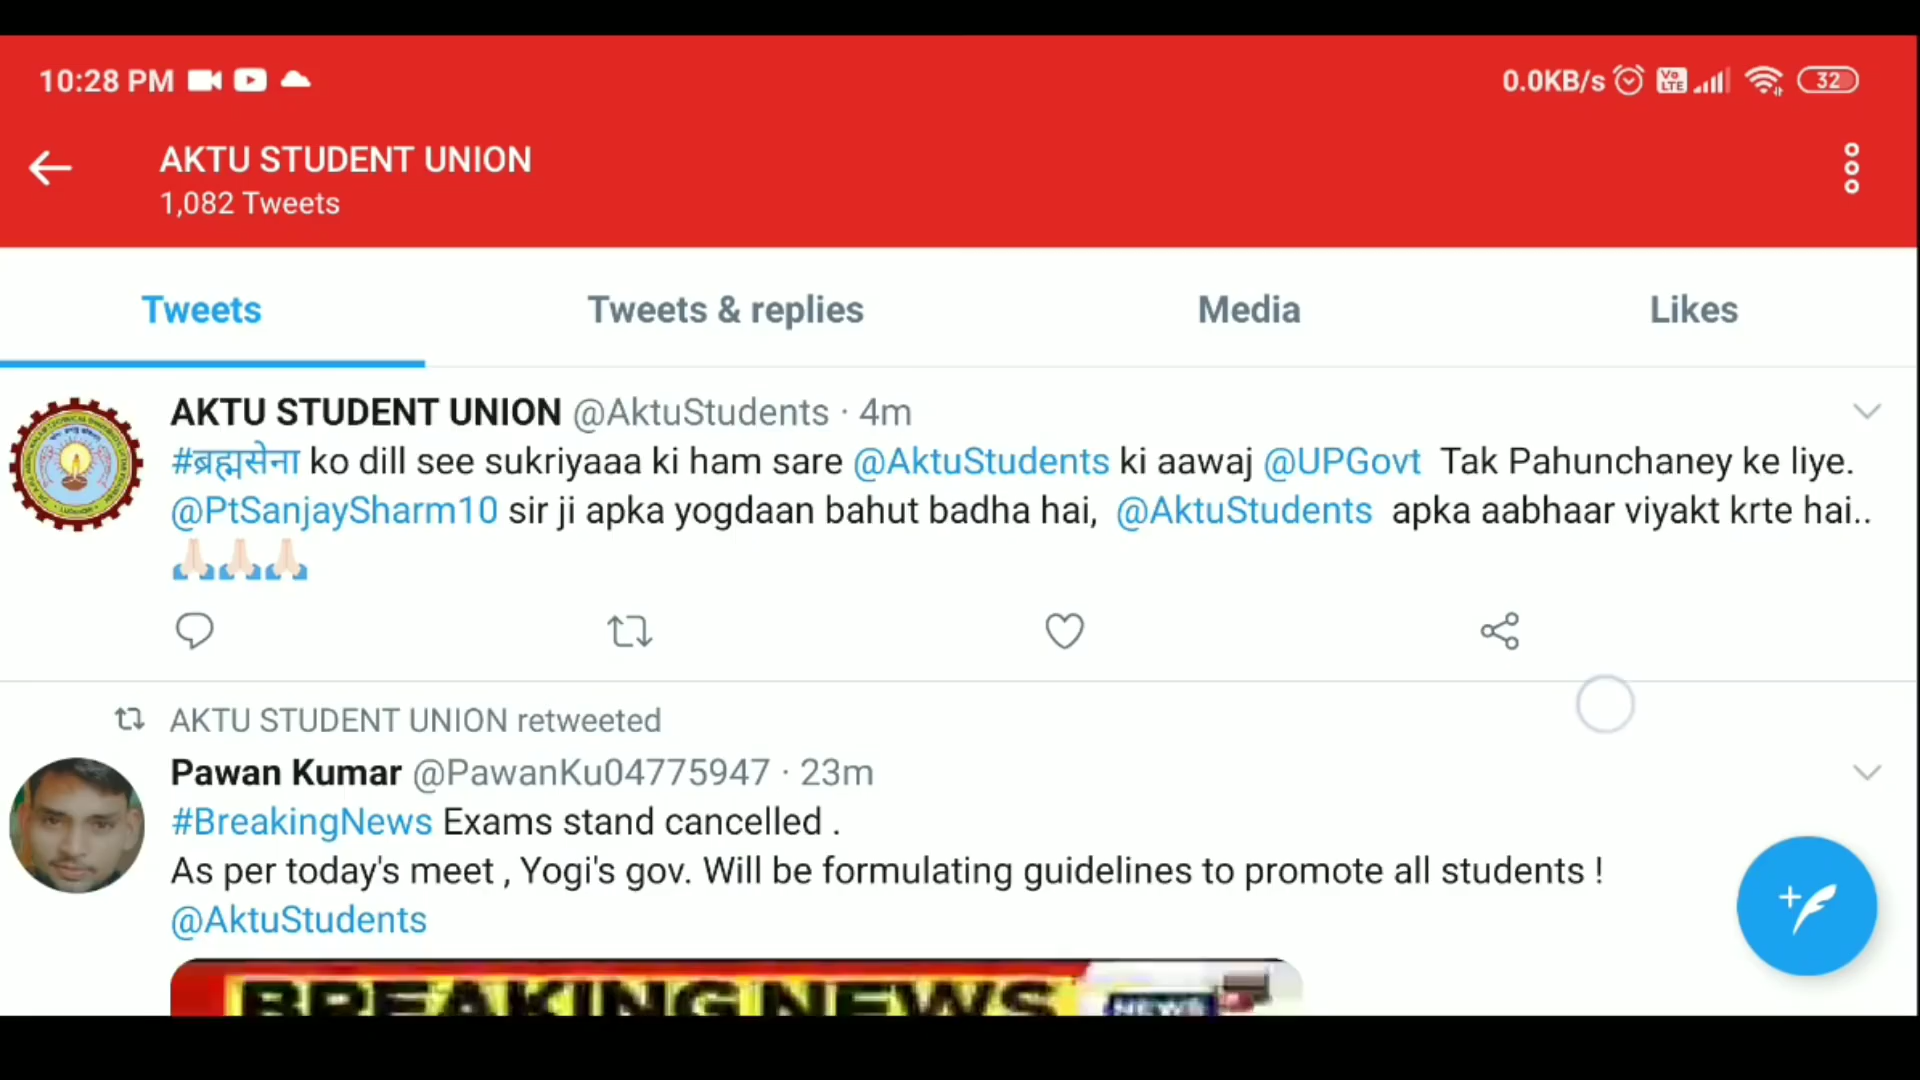 10:28 PM
0.0KB/s Vo LTE 32
AKTU STUDENT UNION
1,082 Tweets
Tweets Tweets & replies Media Likes
AKTU STUDENT UNION @AktuStudents · 4m
#ब्रह्मसेना ko dill see sukriyaaa ki ham sare @AktuStudents ki aawaj @UPGovt Tak Pahunchaney ke liye.
@PtSanjaySharm10 sir ji apka yogdaan bahut badha hai, @AktuStudents apka aabhaar viyakt krte hai..
🙏🏻🙏🏻🙏🏻
AKTU STUDENT UNION retweeted
Pawan Kumar @PawanKu04775947 · 23m
#BreakingNews Exams stand cancelled .
As per today's meet , Yogi's gov. Will be formulating guidelines to promote all students !
@AktuStudents
BREAKING NEWS
NEWS